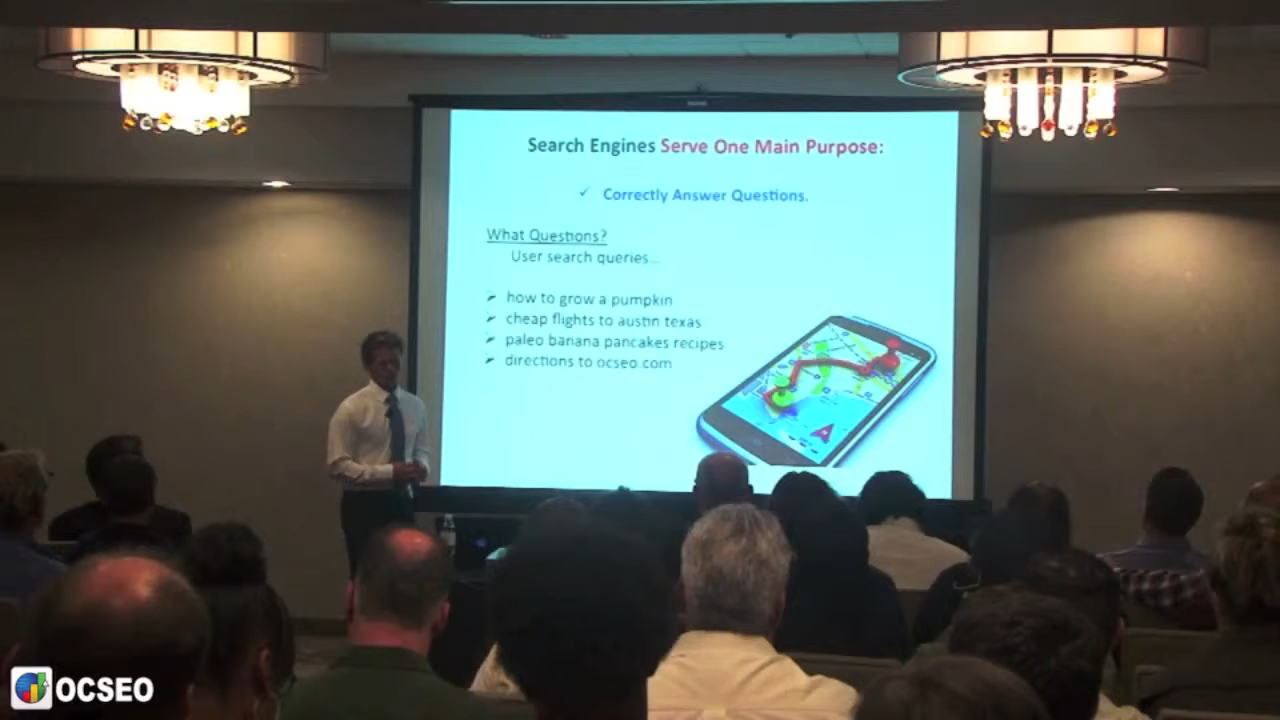 Search Engines Serve One Main Purpose:
✓ Correctly Answer Questions.
What Questions?
User search queries...
➢ how to grow a pumpkin
➢ cheap flights to austin texas
➢ paleo banana pancakes recipes
➢ directions to ocseo.com
OCSEO